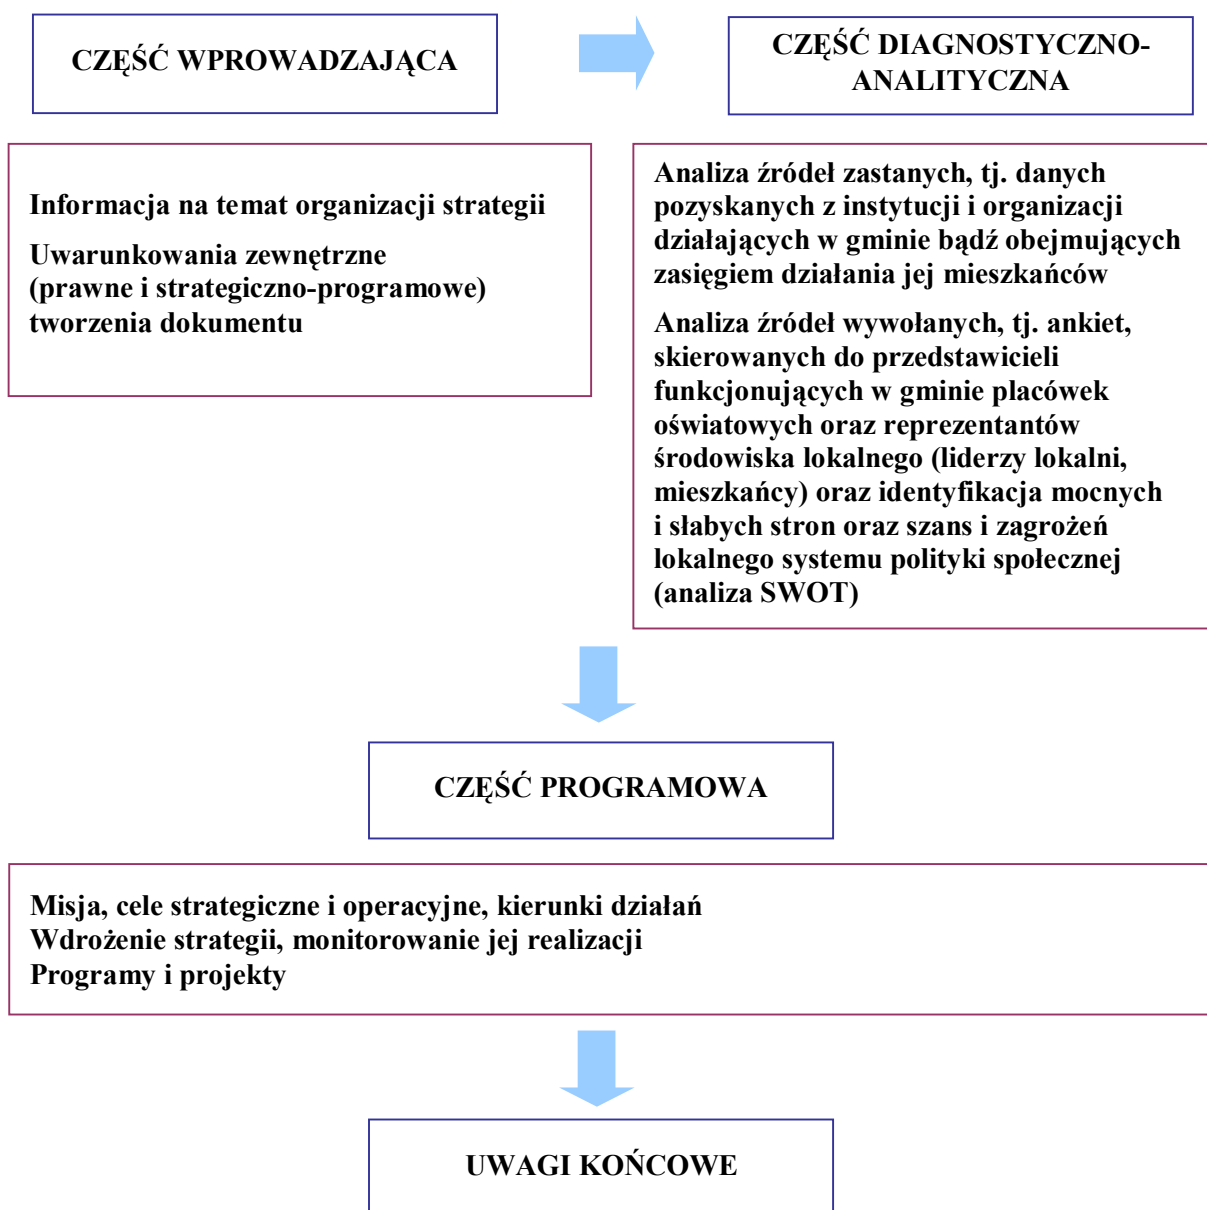 CZĘŚĆ WPROWADZAJĄCA
CZĘŚĆ DIAGNOSTYCZNO-
ANALITYCZNA
Informacja na temat organizacji strategii
Uwarunkowania zewnętrzne
(prawne i strategiczno-programowe)
tworzenia dokumentu
Analiza źródeł zastanych, tj. danych
pozyskanych z instytucji i organizacji
działających w gminie bądź obejmujących
zasięgiem działania jej mieszkańców
Analiza źródeł wywołanych, tj. ankiet,
skierowanych do przedstawicieli
funkcjonujących w gminie placówek
oświatowych oraz reprezentantów
środowiska lokalnego (liderzy lokalni,
mieszkańcy) oraz identyfikacja mocnych
i słabych stron oraz szans i zagrożeń
lokalnego systemu polityki społecznej
(analiza SWOT)
CZĘŚĆ PROGRAMOWA
Misja, cele strategiczne i operacyjne, kierunki działań
Wdrożenie strategii, monitorowanie jej realizacji
Programy i projekty
UWAGI KOŃCOWE